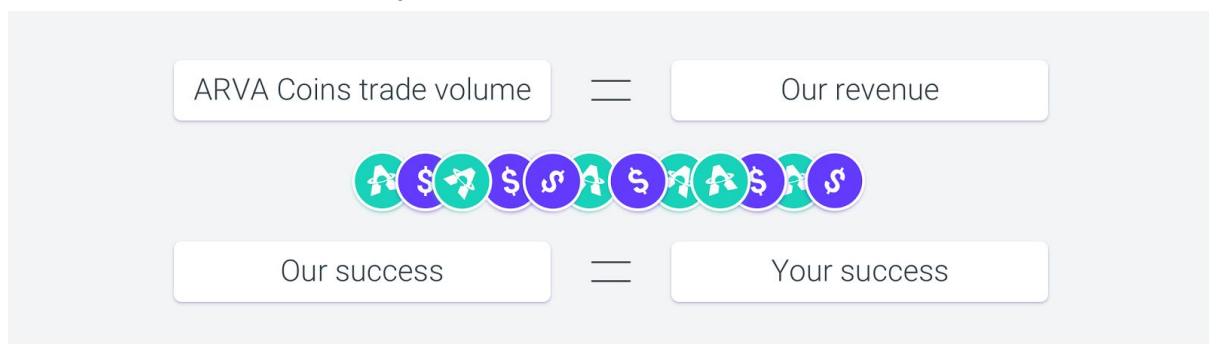 ARVA Coins trade volume = Our revenue
Our success = Your success